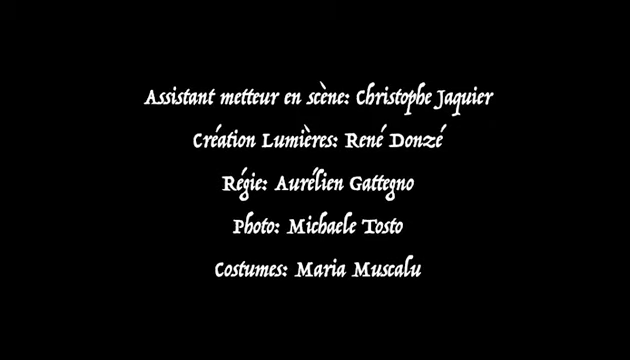 Assistant metteur en scène: Christophe Jaquier
Création Lumières: René Donzé
Régie: Aurélien Gattegno
Photo: Michaele Tosto
Costumes: Maria Muscalu